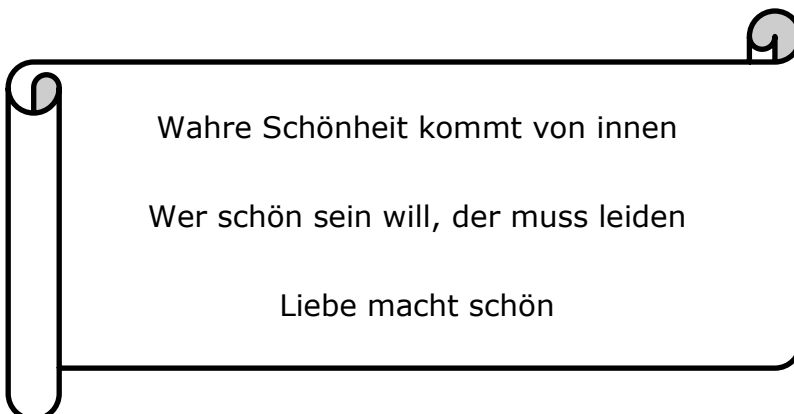 Wahre Schönheit kommt von innen
Wer schön sein will, der muss leiden
Liebe macht schön